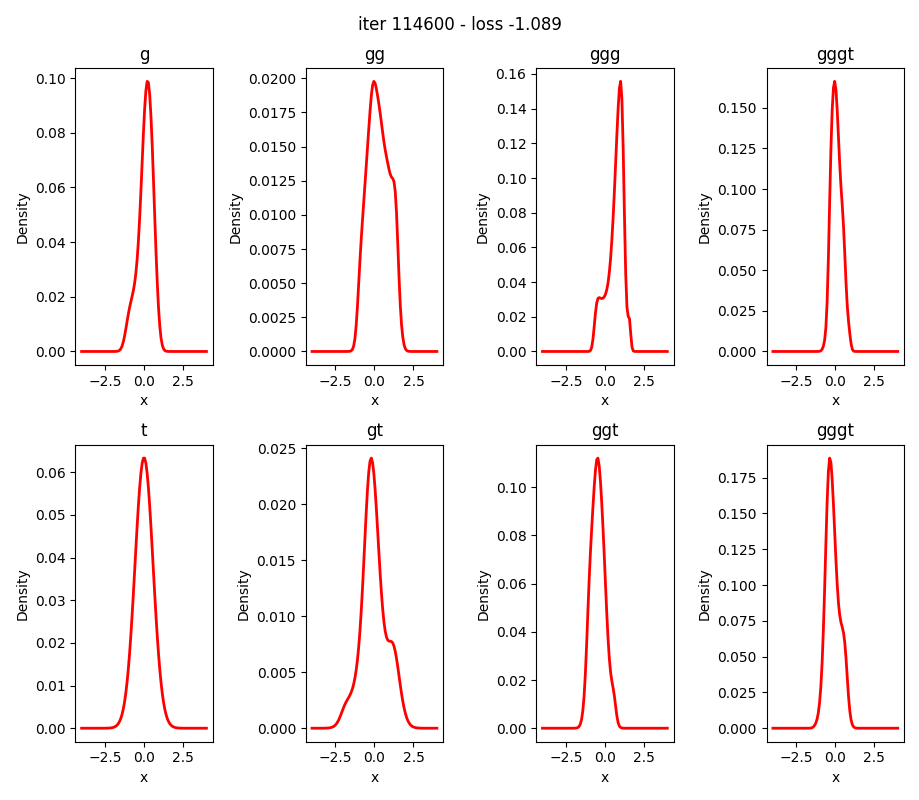 iter 114600 - loss -1.089
g gg ggg gggt
0.10 0.0200 0.16 0.150
0.08 0.0175 0.14 0.125
0.06 0.0150 0.12 0.100
0.04 0.0125 0.10 0.075
0.02 0.0100 0.08 0.050
0.00 0.0075 0.06 0.025
0.0050 0.04 0.000
0.0025 0.02
0.0000 0.00
Density Density Density Density
−2.5 0.0 2.5 −2.5 0.0 2.5 −2.5 0.0 2.5 −2.5 0.0 2.5
x x x x
t gt ggt gggt
0.06 0.025 0.10 0.175
0.05 0.020 0.08 0.150
0.04 0.015 0.06 0.125
0.03 0.010 0.04 0.100
0.02 0.005 0.02 0.075
0.01 0.000 0.00 0.050
0.00 0.025
0.000
Density Density Density Density
−2.5 0.0 2.5 −2.5 0.0 2.5 −2.5 0.0 2.5 −2.5 0.0 2.5
x x x x